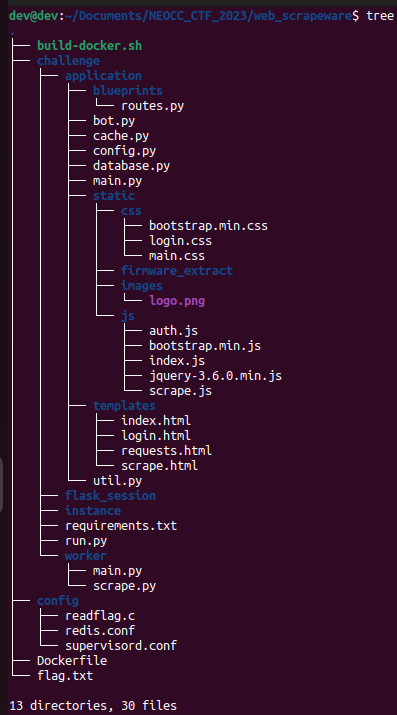 dev@dev:~/Documents/NEOCC_CTF_2023/web_scrapeware$ tree
.
├── build-docker.sh
├── challenge
│   ├── application
│   │   ├── blueprints
│   │   │   └── routes.py
│   │   ├── bot.py
│   │   ├── cache.py
│   │   ├── config.py
│   │   ├── database.py
│   │   ├── main.py
│   │   ├── static
│   │   │   ├── css
│   │   │   │   ├── bootstrap.min.css
│   │   │   │   ├── login.css
│   │   │   │   └── main.css
│   │   │   ├── firmware_extract
│   │   │   ├── images
│   │   │   │   └── logo.png
│   │   │   └── js
│   │   │       ├── auth.js
│   │   │       ├── bootstrap.min.js
│   │   │       ├── index.js
│   │   │       ├── jquery-3.6.0.min.js
│   │   │       └── scrape.js
│   │   ├── templates
│   │   │   ├── index.html
│   │   │   ├── login.html
│   │   │   ├── requests.html
│   │   │   └── scrape.html
│   │   └── util.py
│   ├── flask_session
│   ├── instance
│   ├── requirements.txt
│   ├── run.py
│   └── worker
│       ├── main.py
│       └── scrape.py
├── config
│   ├── readflag.c
│   ├── redis.conf
│   └── supervisord.conf
├── Dockerfile
└── flag.txt
13 directories, 30 files